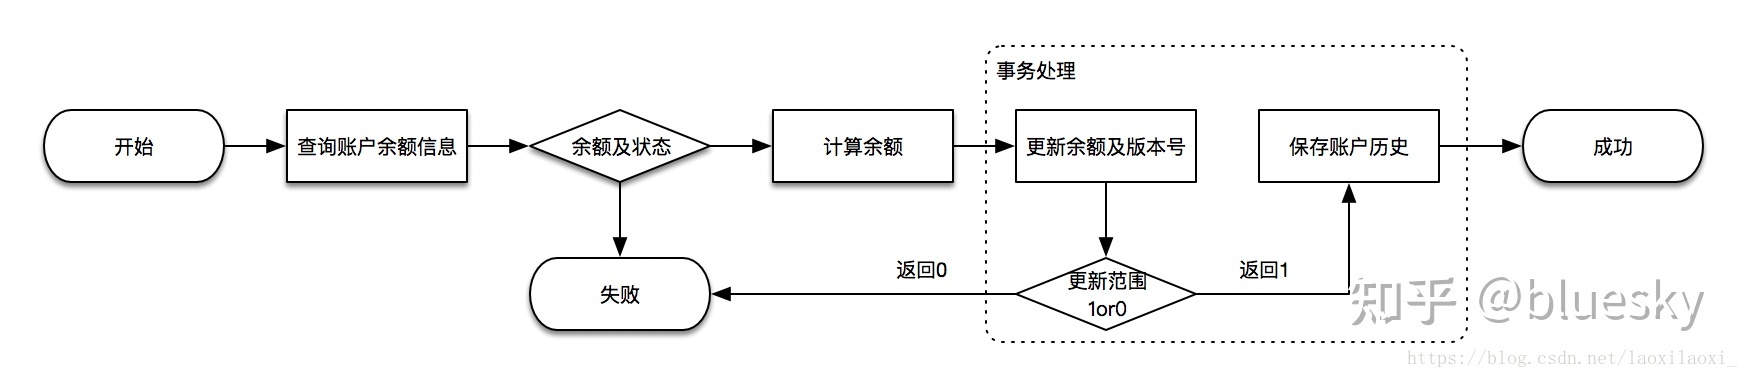 事务处理
开始
查询账户余额信息
余额及状态
计算余额
更新余额及版本号
保存账户历史
成功
失败
返回0
更新范围
1or0
返回1
知乎 @bluesky
https://blog.csdn.net/laoxilaoxi_